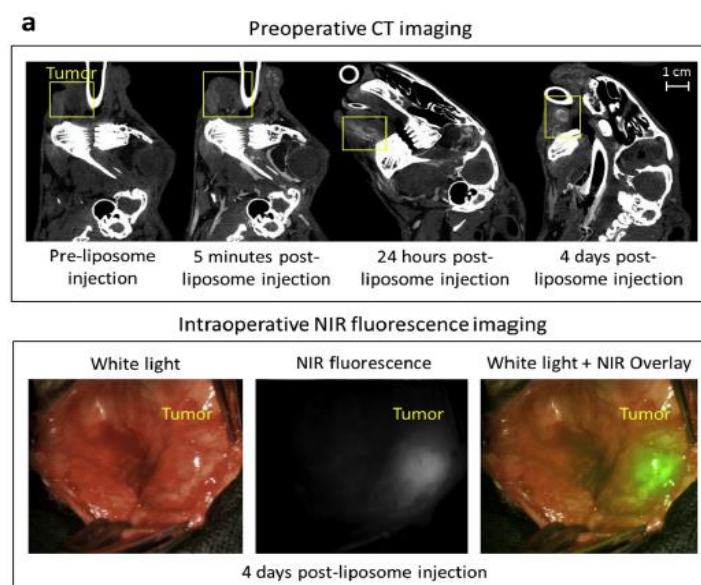 a
Preoperative CT imaging
Tumor
1 cm
Pre-liposome
injection
5 minutes post-
liposome injection
24 hours post-
liposome injection
4 days post-
liposome injection
Intraoperative NIR fluorescence imaging
White light
NIR fluorescence
White light + NIR Overlay
Tumor
Tumor
Tumor
4 days post-liposome injection